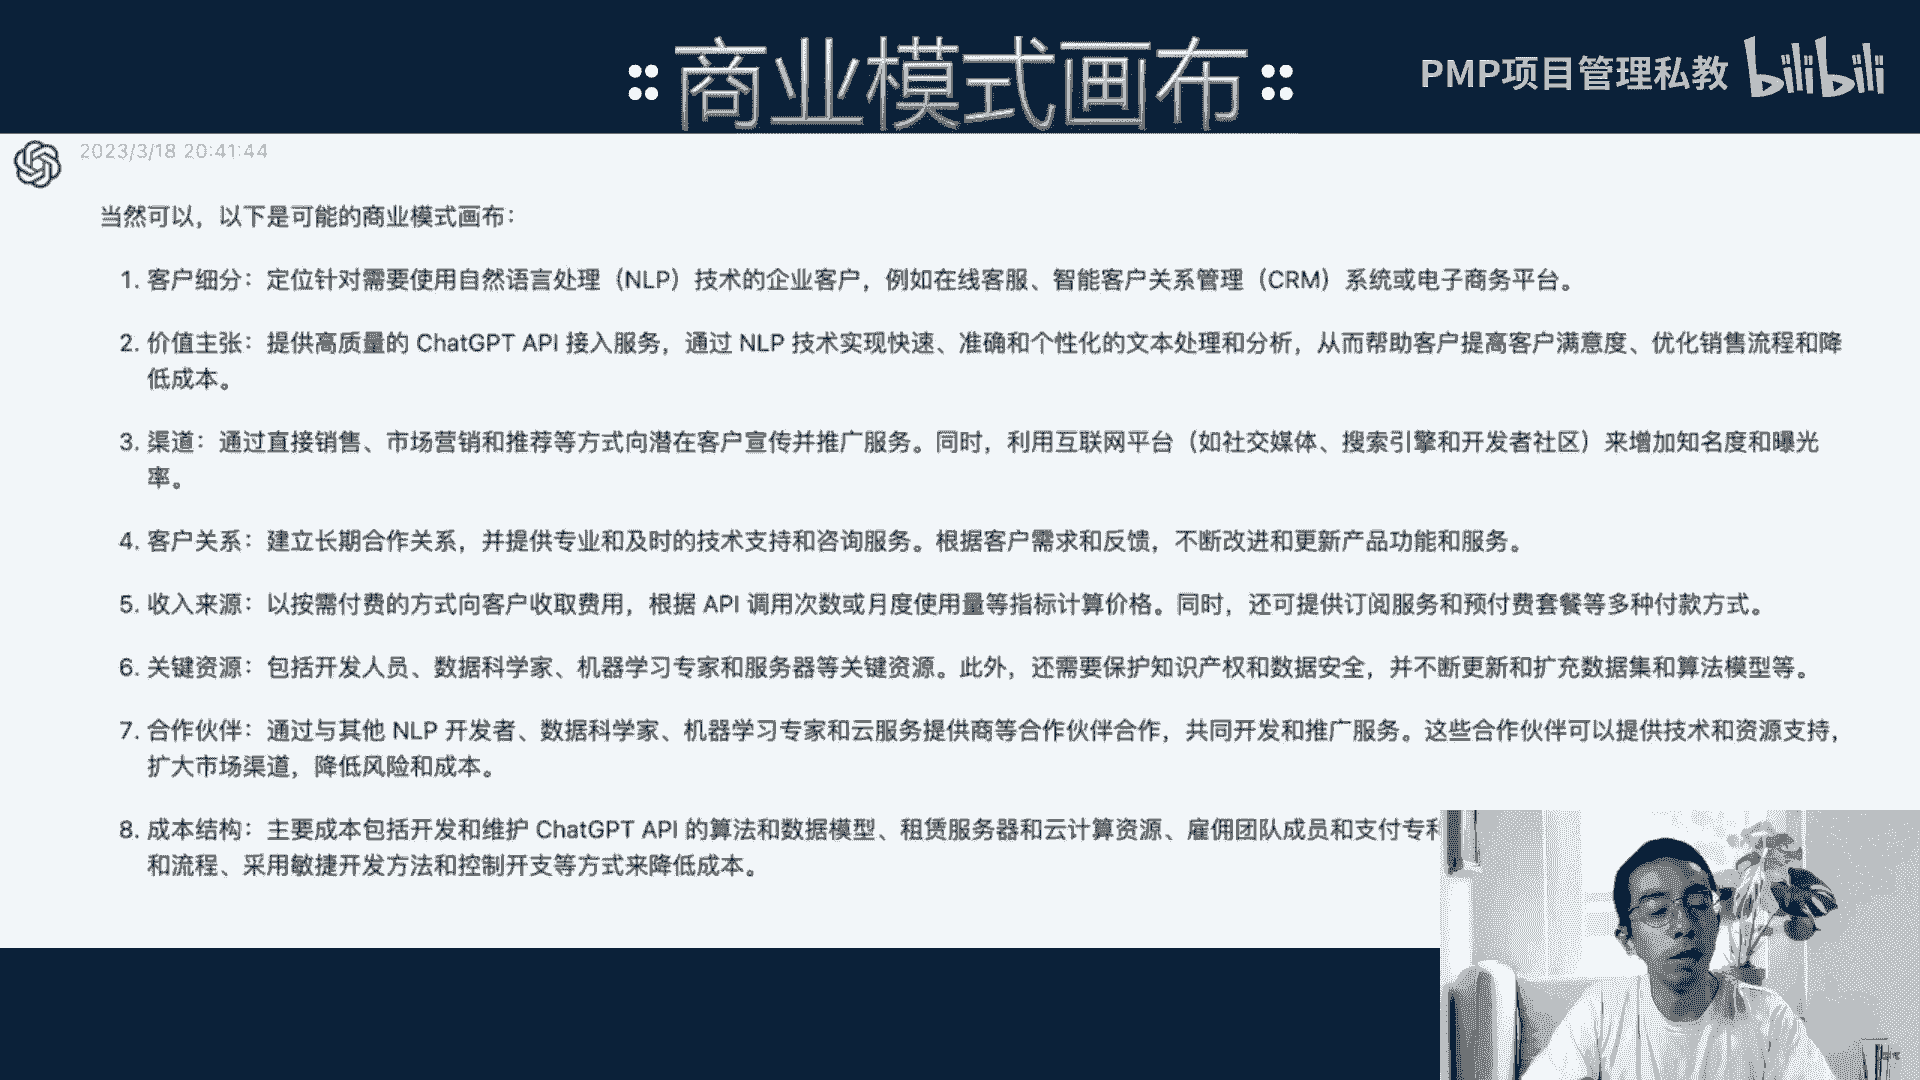 商业模式画布
PMP项目管理私教 bilibili
2023/3/18 20:41:44
当然可以，以下是可能的商业模式画布：
1. 客户细分：定位针对需要使用自然语言处理（NLP）技术的企业客户，例如在线客服、智能客户关系管理（CRM）系统或电子商务平台。
2. 价值主张：提供高质量的 ChatGPT API 接入服务，通过 NLP 技术实现快速、准确和个性化的文本处理和分析，从而帮助客户提高客户满意度、优化销售流程和降
低成本。
3. 渠道：通过直接销售、市场营销和推荐等方式向潜在客户宣传并推广服务。同时，利用互联网平台（如社交媒体、搜索引擎和开发者社区）来增加知名度和曝光
率。
4. 客户关系：建立长期合作关系，并提供专业和及时的技术支持和咨询服务。根据客户需求和反馈，不断改进和更新产品功能和服务。
5. 收入来源：以按需付费的方式向客户收取费用，根据 API 调用次数或月度使用量等指标计算价格。同时，还可提供订阅服务和预付费套餐等多种付款方式。
6. 关键资源：包括开发人员、数据科学家、机器学习专家和服务器等关键资源。此外，还需要保护知识产权和数据安全，并不断更新和扩充数据集和算法模型等。
7. 合作伙伴：通过与其他 NLP 开发者、数据科学家、机器学习专家和云服务提供商等合作伙伴合作，共同开发和推广服务。这些合作伙伴可以提供技术和资源支持，
扩大市场渠道，降低风险和成本。
8. 成本结构：主要成本包括开发和维护 ChatGPT API 的算法和数据模型、租赁服务器和云计算资源、雇佣团队成员和支付专
和流程、采用敏捷开发方法和控制开支等方式来降低成本。